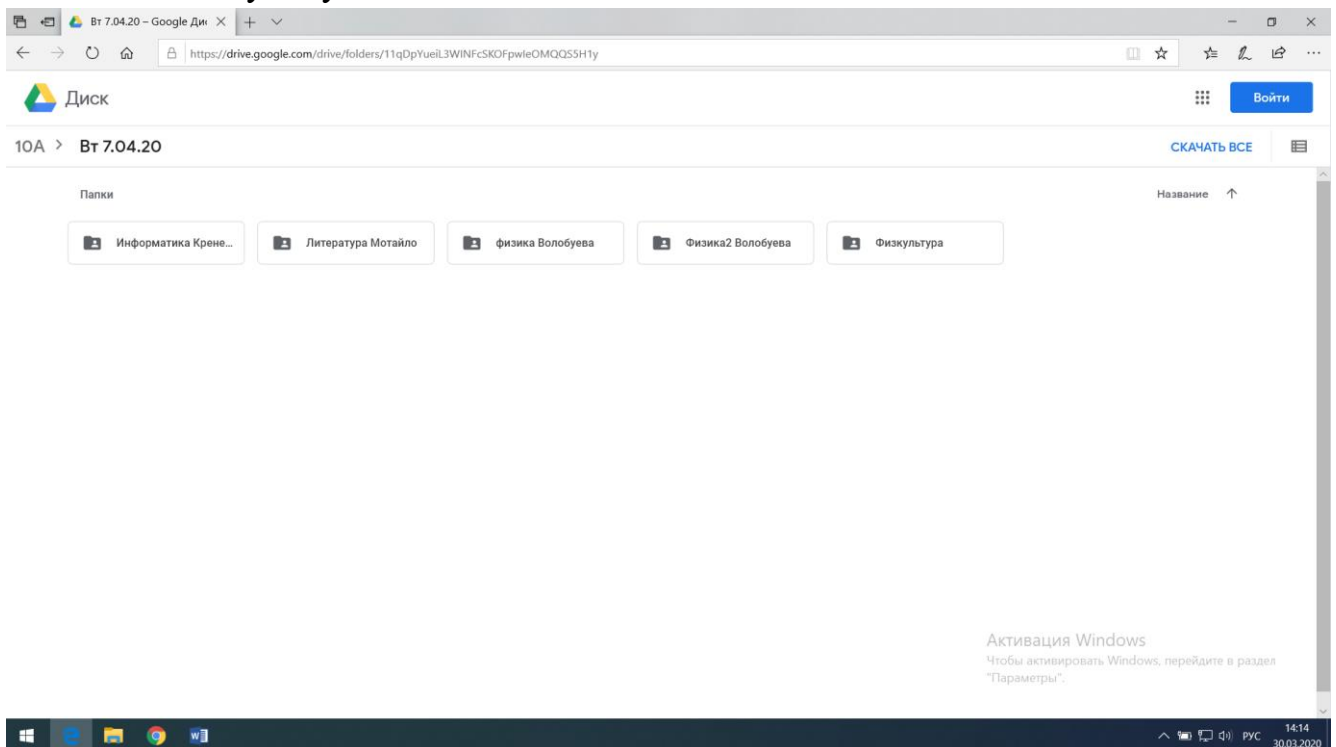 Вт 7.04.20 – Google Ди
https://drive.google.com/drive/folders/11qDpYueiL3WINFcSKOFpwIeOMQQS5H1y
Диск
Войти
10А > Вт 7.04.20
СКАЧАТЬ ВСЕ
Папки
Название
Информатика Крене...
Литература Мотайло
физика Волобуева
Физика2 Волобуева
Физкультура
Активация Windows
Чтобы активировать Windows, перейдите в раздел
"Параметры".
РУС
14:14
30.03.2020